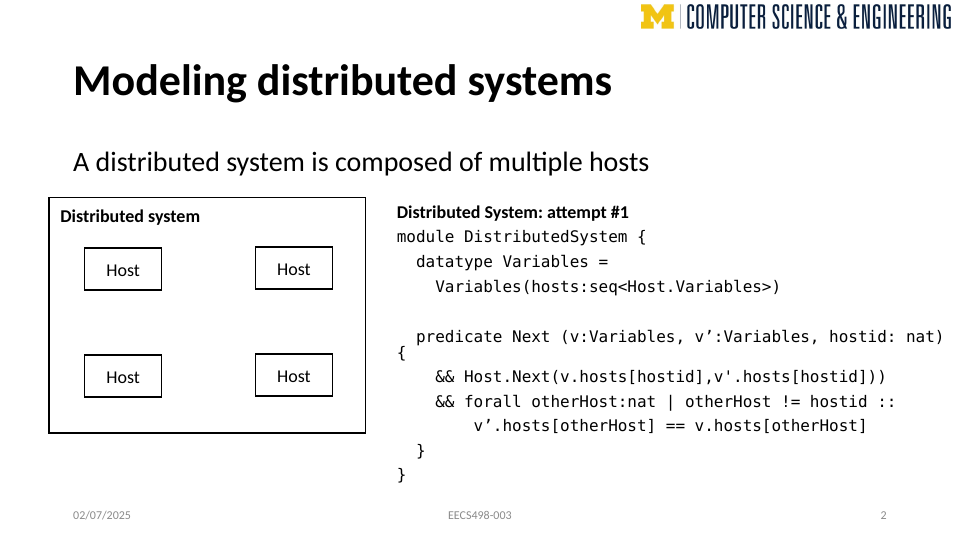 M | COMPUTER SCIENCE & ENGINEERING
Modeling distributed systems
A distributed system is composed of multiple hosts
Distributed system
Host
Host
Host
Host
Distributed System: attempt #1
module DistributedSystem {
  datatype Variables =
    Variables(hosts:seq<Host.Variables>)
  predicate Next (v:Variables, v’:Variables, hostid: nat)
{
    && Host.Next(v.hosts[hostid],v'.hosts[hostid]))
    && forall otherHost:nat | otherHost != hostid ::
        v’.hosts[otherHost] == v.hosts[otherHost]
  }
}
02/07/2025
EECS498-003
2